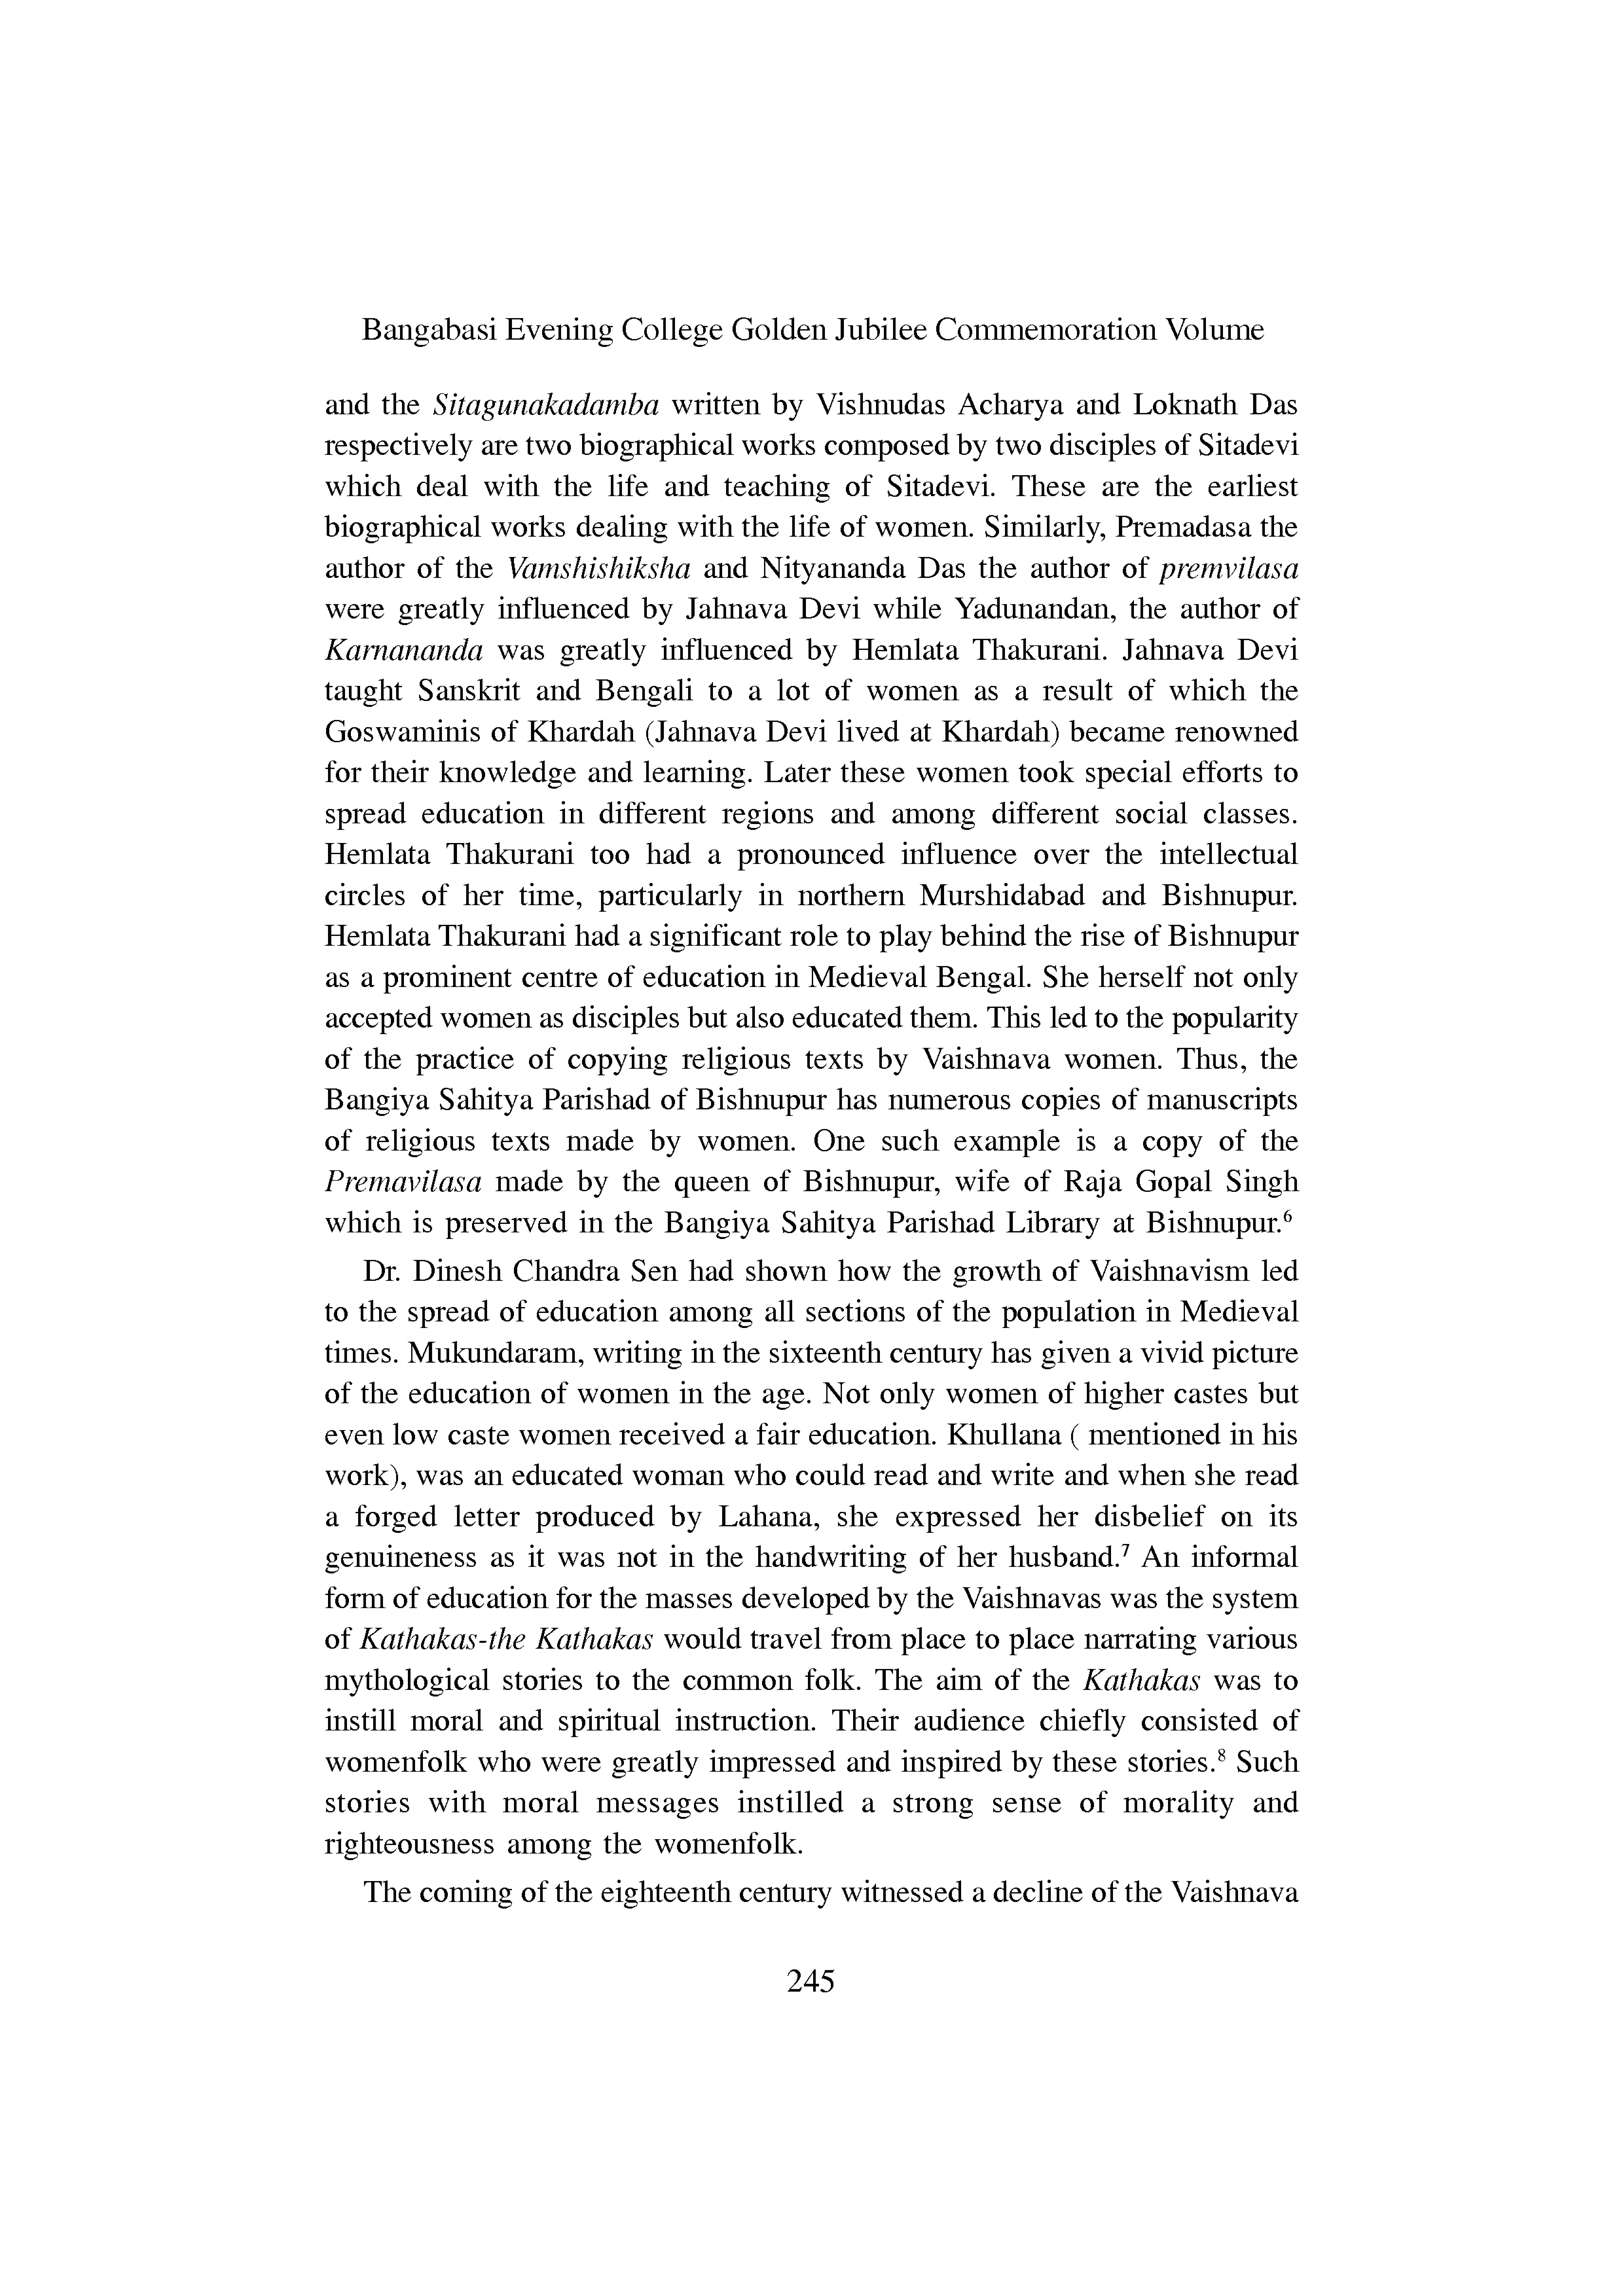 Bangabasi Evening College Golden Jubilee Commemoration Volume
and the Sitagunakadamba written by Vishnudas Acharya and Loknath Das
respectively are two biographical works composed by two disciples of Sitadevi
which deal with the life and teaching of Sitadevi. These are the earliest
biographical works dealing with the life of women. Similarly, Premadasa the
author of the Vamshishiksha and Nityananda Das the author of premvilasa
were greatly influenced by Jahnava Devi while Yadunandan, the author of
Karnananda was greatly influenced by Hemlata Thakurani. Jahnava Devi
taught Sanskrit and Bengali to a lot of women as a result of which the
Goswaminis of Khardah (Jahnava Devi lived at Khardah) became renowned
for their knowledge and learning. Later these women took special efforts to
spread education in different regions and among different social classes.
Hemlata Thakurani too had a pronounced influence over the intellectual
circles of her time, particularly in northern Murshidabad and Bishnupur.
Hemlata Thakurani had a significant role to play behind the rise of Bishnupur
as a prominent centre of education in Medieval Bengal. She herself not only
accepted women as disciples but also educated them. This led to the popularity
of the practice of copying religious texts by Vaishnava women. Thus, the
Bangiya Sahitya Parishad of Bishnupur has numerous copies of manuscripts
of religious texts made by women. One such example is a copy of the
Premavilasa made by the queen of Bishnupur, wife of Raja Gopal Singh
which is preserved in the Bangiya Sahitya Parishad Library at Bishnupur.⁶
Dr. Dinesh Chandra Sen had shown how the growth of Vaishnavism led
to the spread of education among all sections of the population in Medieval
times. Mukundaram, writing in the sixteenth century has given a vivid picture
of the education of women in the age. Not only women of higher castes but
even low caste women received a fair education. Khullana ( mentioned in his
work), was an educated woman who could read and write and when she read
a forged letter produced by Lahana, she expressed her disbelief on its
genuineness as it was not in the handwriting of her husband.⁷ An informal
form of education for the masses developed by the Vaishnavas was the system
of Kathakas-the Kathakas would travel from place to place narrating various
mythological stories to the common folk. The aim of the Kathakas was to
instill moral and spiritual instruction. Their audience chiefly consisted of
womenfolk who were greatly impressed and inspired by these stories.⁸ Such
stories with moral messages instilled a strong sense of morality and
righteousness among the womenfolk.
The coming of the eighteenth century witnessed a decline of the Vaishnava
245